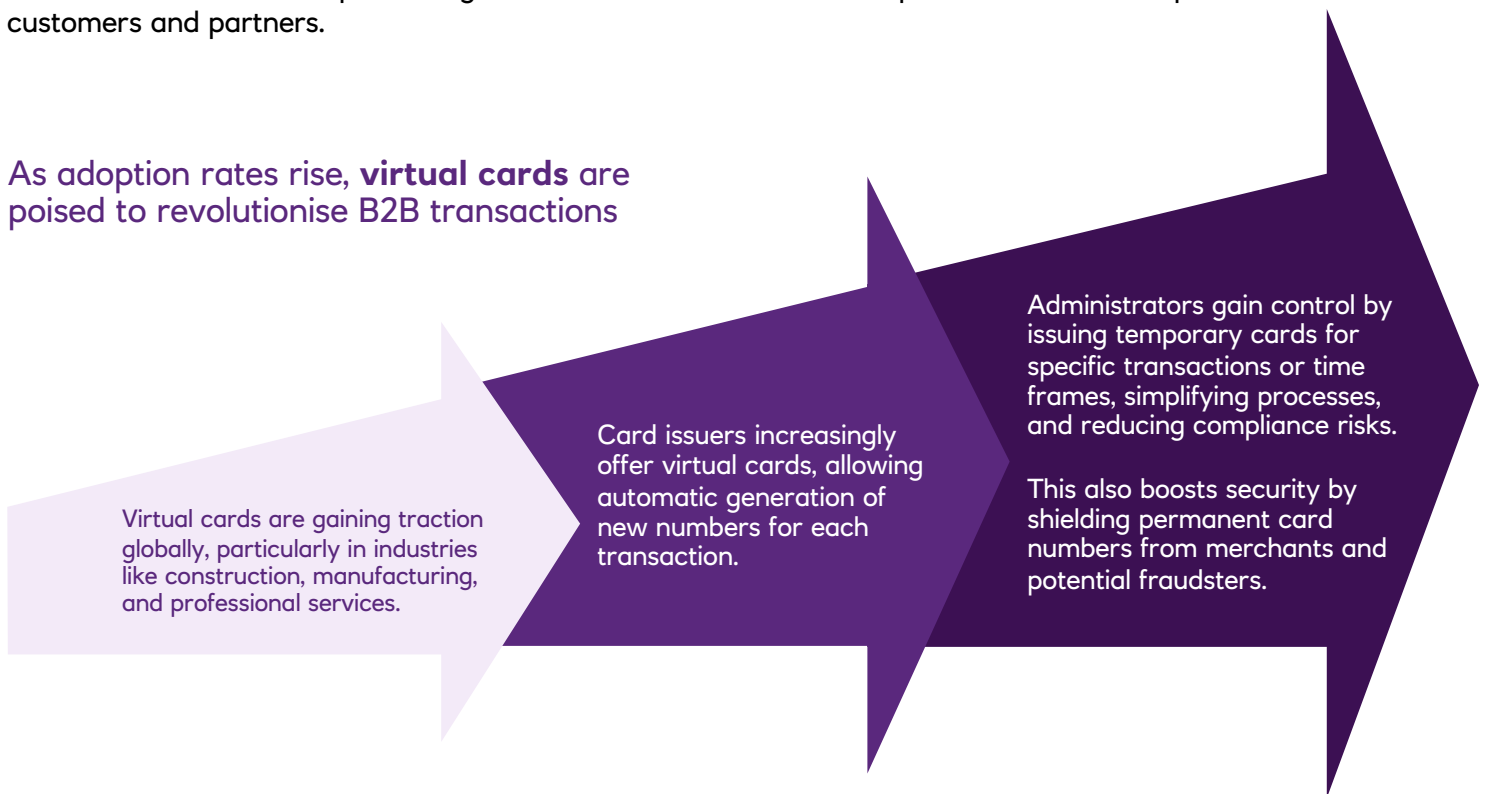 customers and partners.
As adoption rates rise, virtual cards are
poised to revolutionise B2B transactions
Virtual cards are gaining traction
globally, particularly in industries
like construction, manufacturing,
and professional services.
Card issuers increasingly
offer virtual cards, allowing
automatic generation of
new numbers for each
transaction.
Administrators gain control by
issuing temporary cards for
specific transactions or time
frames, simplifying processes,
and reducing compliance risks.
This also boosts security by
shielding permanent card
numbers from merchants and
potential fraudsters.